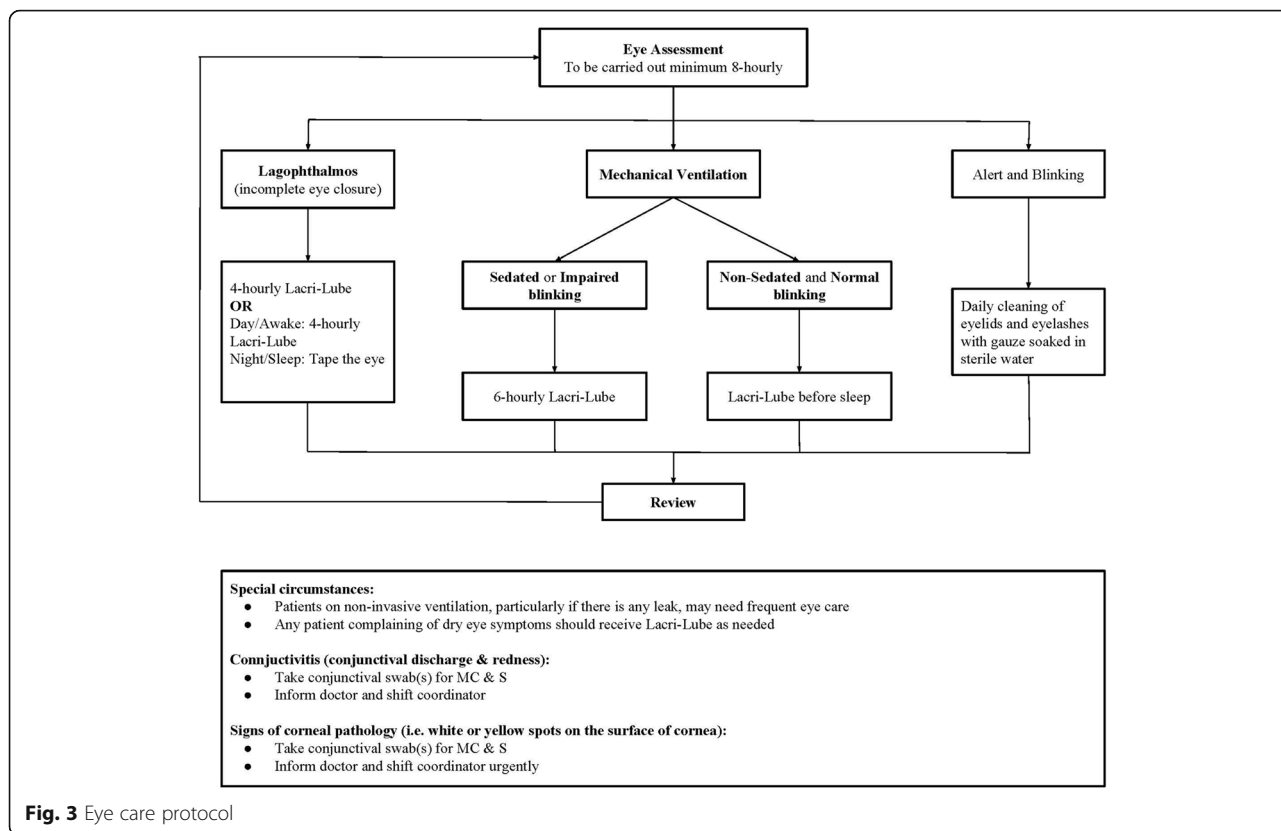 Eye Assessment
To be carried out minimum 8-hourly
Lagophthalmos
(incomplete eye closure)
Mechanical Ventilation
Alert and Blinking
4-hourly Lacri-Lube
OR
Day/Awake: 4-hourly
Lacri-Lube
Night/Sleep: Tape the eye
Sedated or Impaired
blinking
Non-Sedated and Normal
blinking
Daily cleaning of
eyelids and eyelashes
with gauze soaked in
sterile water
6-hourly Lacri-Lube
Lacri-Lube before sleep
Review
Special circumstances:
● Patients on non-invasive ventilation, particularly if there is any leak, may need frequent eye care
● Any patient complaining of dry eye symptoms should receive Lacri-Lube as needed
Connjuctivitis (conjunctival discharge & redness):
● Take conjunctival swab(s) for MC & S
● Inform doctor and shift coordinator
Signs of corneal pathology (i.e. white or yellow spots on the surface of cornea):
● Take conjunctival swab(s) for MC & S
● Inform doctor and shift coordinator urgently
Fig. 3 Eye care protocol